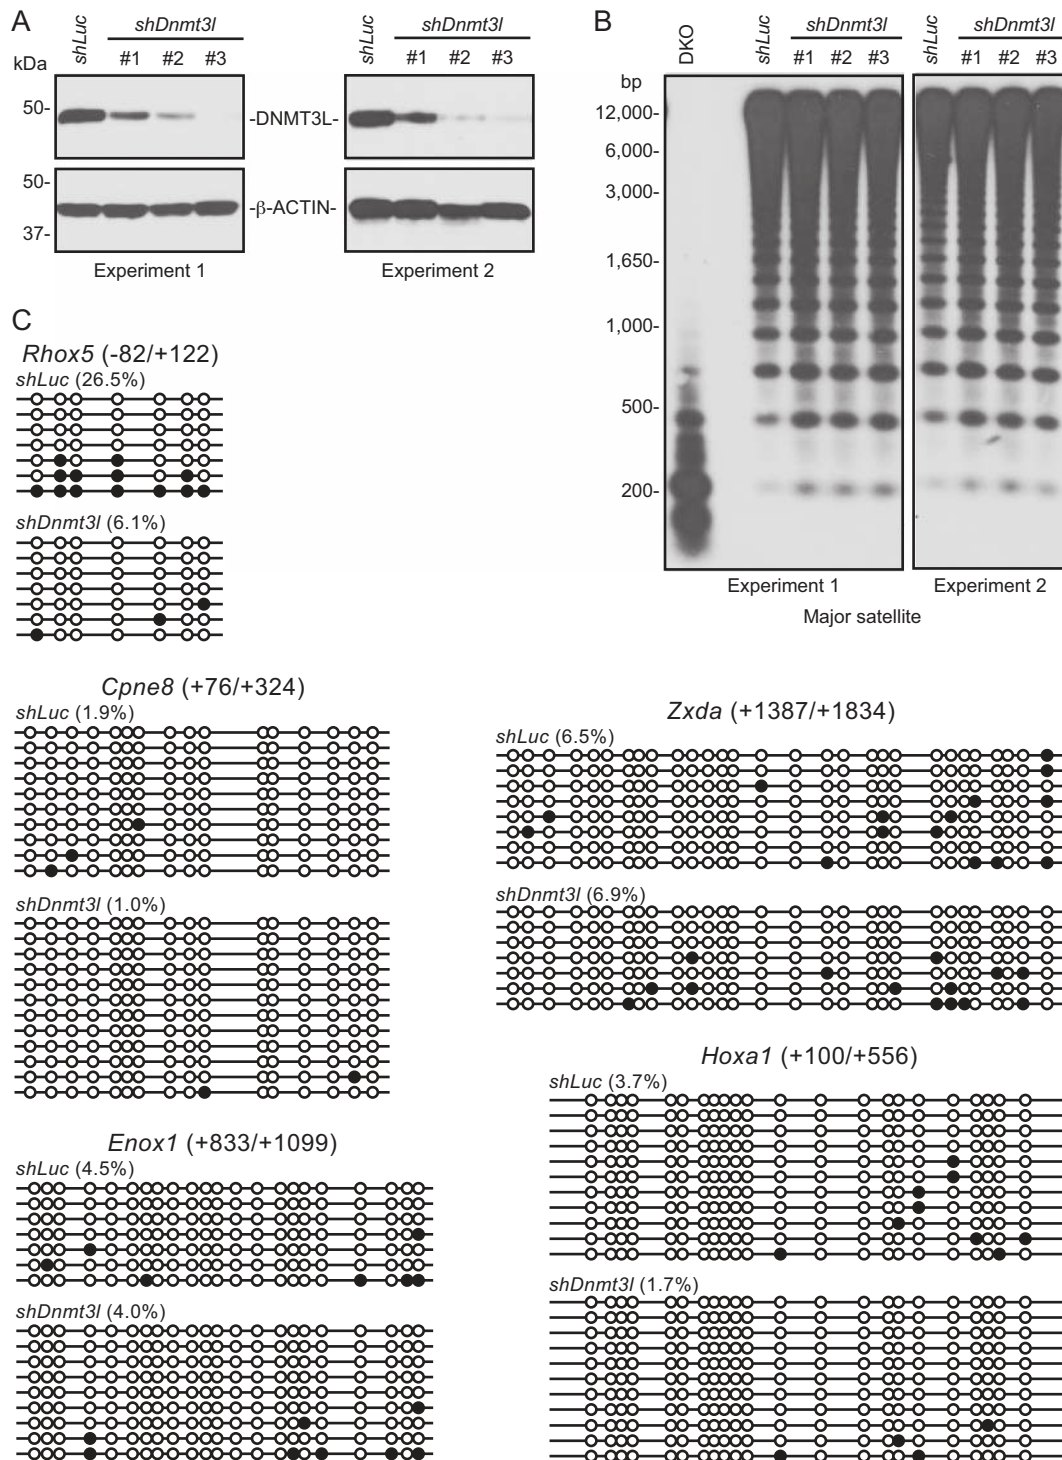 A
shLuc
shDnmt3l
#1 #2 #3
kDa
50-
-DNMT3L-
50-
37-
-β-ACTIN-
Experiment 1
shLuc
shDnmt3l
#1 #2 #3
Experiment 2
B
DKO
shLuc
shDnmt3l
#1 #2 #3
shLuc
shDnmt3l
#1 #2 #3
bp
12,000-
6,000-
3,000-
1,650-
1,000-
500-
200-
Experiment 1
Experiment 2
Major satellite
C
Rhox5 (-82/+122)
shLuc (26.5%)
shDnmt3l (6.1%)
Cpne8 (+76/+324)
shLuc (1.9%)
shDnmt3l (1.0%)
Enox1 (+833/+1099)
shLuc (4.5%)
shDnmt3l (4.0%)
Zxda (+1387/+1834)
shLuc (6.5%)
shDnmt3l (6.9%)
Hoxa1 (+100/+556)
shLuc (3.7%)
shDnmt3l (1.7%)